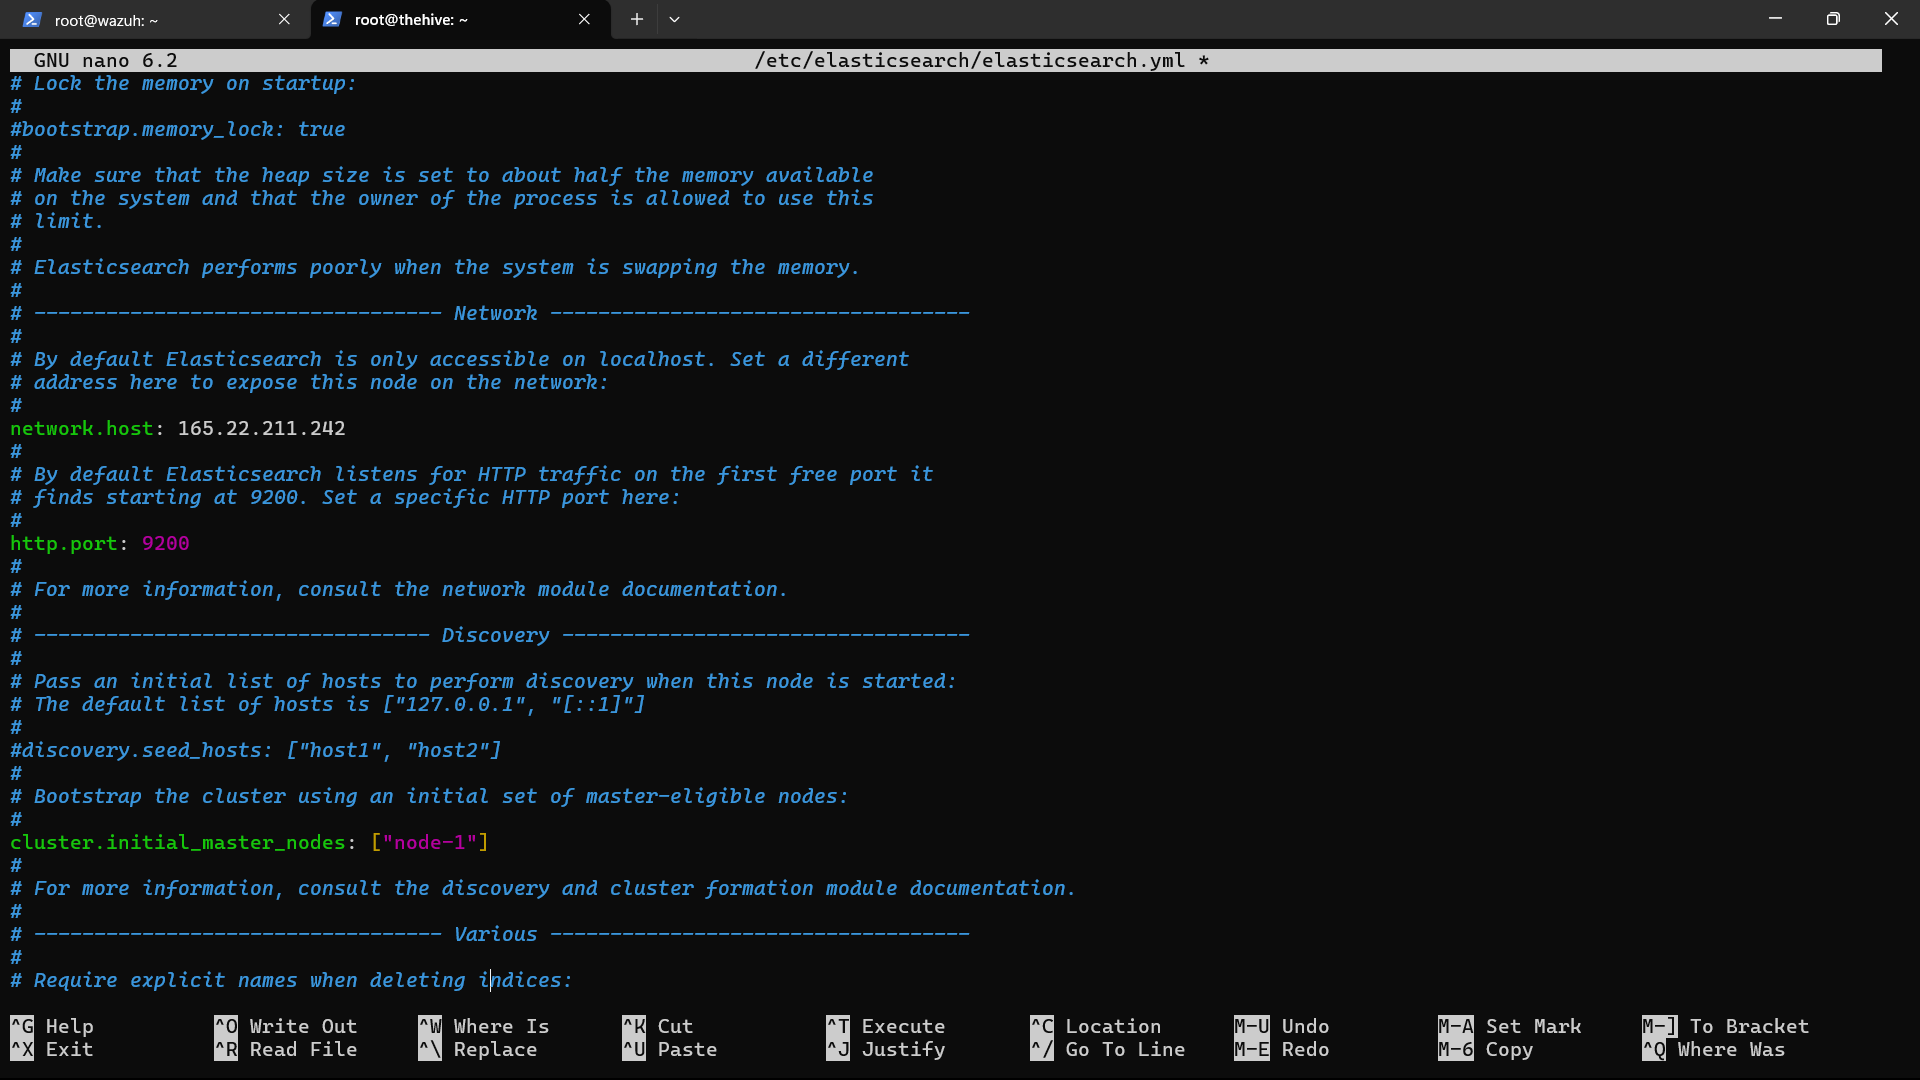 root@wazuh: ~
root@thehive: ~
GNU nano 6.2 /etc/elasticsearch/elasticsearch.yml *
# Lock the memory on startup:
#
#bootstrap.memory_lock: true
#
# Make sure that the heap size is set to about half the memory available
# on the system and that the owner of the process is allowed to use this
# limit.
#
# Elasticsearch performs poorly when the system is swapping the memory.
#
# ---------------------------------- Network -----------------------------------
#
# By default Elasticsearch is only accessible on localhost. Set a different
# address here to expose this node on the network:
#
network.host: 165.22.211.242
#
# By default Elasticsearch listens for HTTP traffic on the first free port it
# finds starting at 9200. Set a specific HTTP port here:
#
http.port: 9200
#
# For more information, consult the network module documentation.
#
# --------------------------------- Discovery ----------------------------------
#
# Pass an initial list of hosts to perform discovery when this node is started:
# The default list of hosts is ["127.0.0.1", "[::1]"]
#
#discovery.seed_hosts: ["host1", "host2"]
#
# Bootstrap the cluster using an initial set of master-eligible nodes:
#
cluster.initial_master_nodes: ["node-1"]
#
# For more information, consult the discovery and cluster formation module documentation.
#
# ---------------------------------- Various -----------------------------------
#
# Require explicit names when deleting indices:
^G Help ^O Write Out ^W Where Is ^K Cut ^T Execute ^C Location M-U Undo M-A Set Mark M-] To Bracket
^X Exit ^R Read File ^\ Replace ^U Paste ^J Justify ^/ Go To Line M-E Redo M-6 Copy ^Q Where Was